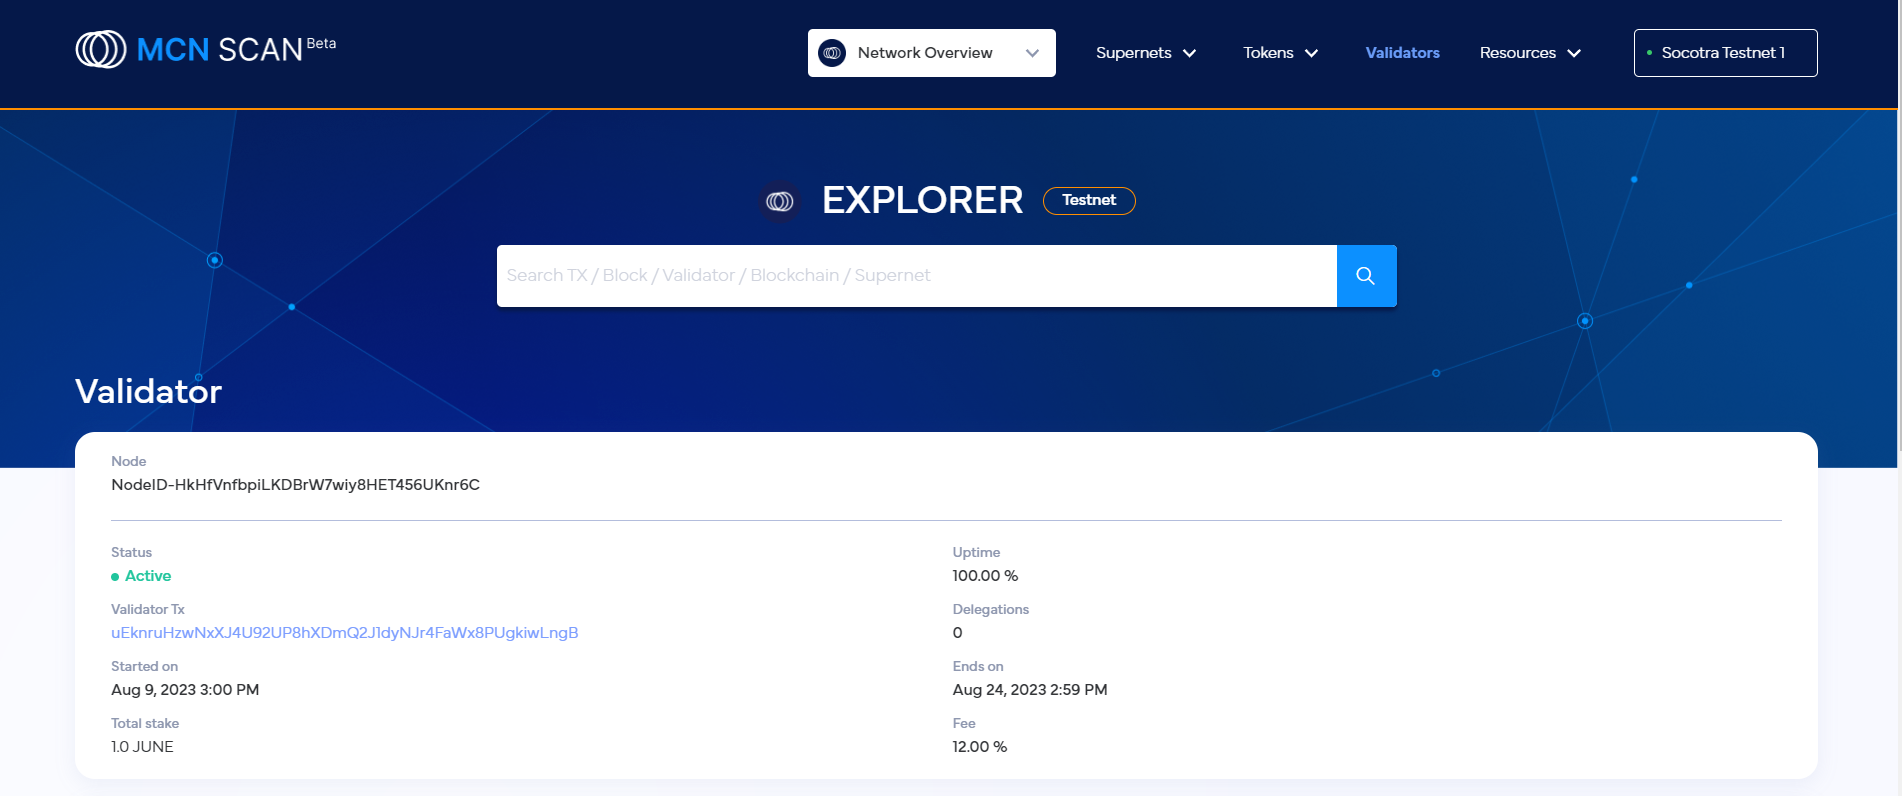 MCN SCAN Beta
Network Overview
Supernets
Tokens
Validators
Resources
Socotra Testnet 1
EXPLORER
Testnet
Search TX / Block / Validator / Blockchain / Supernet
Validator
Node
NodeID-HkHfVnfbpiLKDBrW7wiy8HET456UKnr6C
Status
Active
Uptime
100.00 %
Validator Tx
uEknruHzwNxXJ4U92UP8hXDmQ2J1dyNJr4FaWx8PUgkiwLngB
Delegations
0
Started on
Aug 9, 2023 3:00 PM
Ends on
Aug 24, 2023 2:59 PM
Total stake
1.0 JUNE
Fee
12.00 %